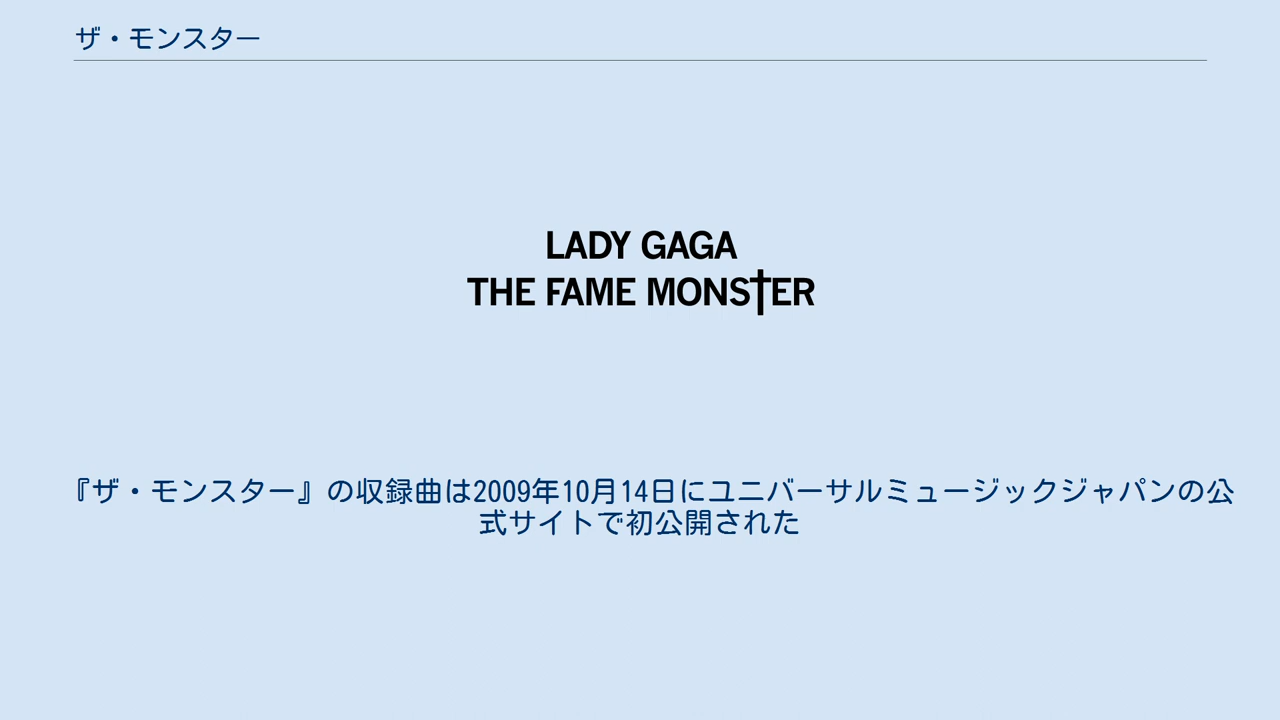 ザ・モンスター
LADY GAGA
THE FAME MONS†ER
『ザ・モンスター』の収録曲は2009年10月14日にユニバーサルミュージックジャパンの公
式サイトで初公開された